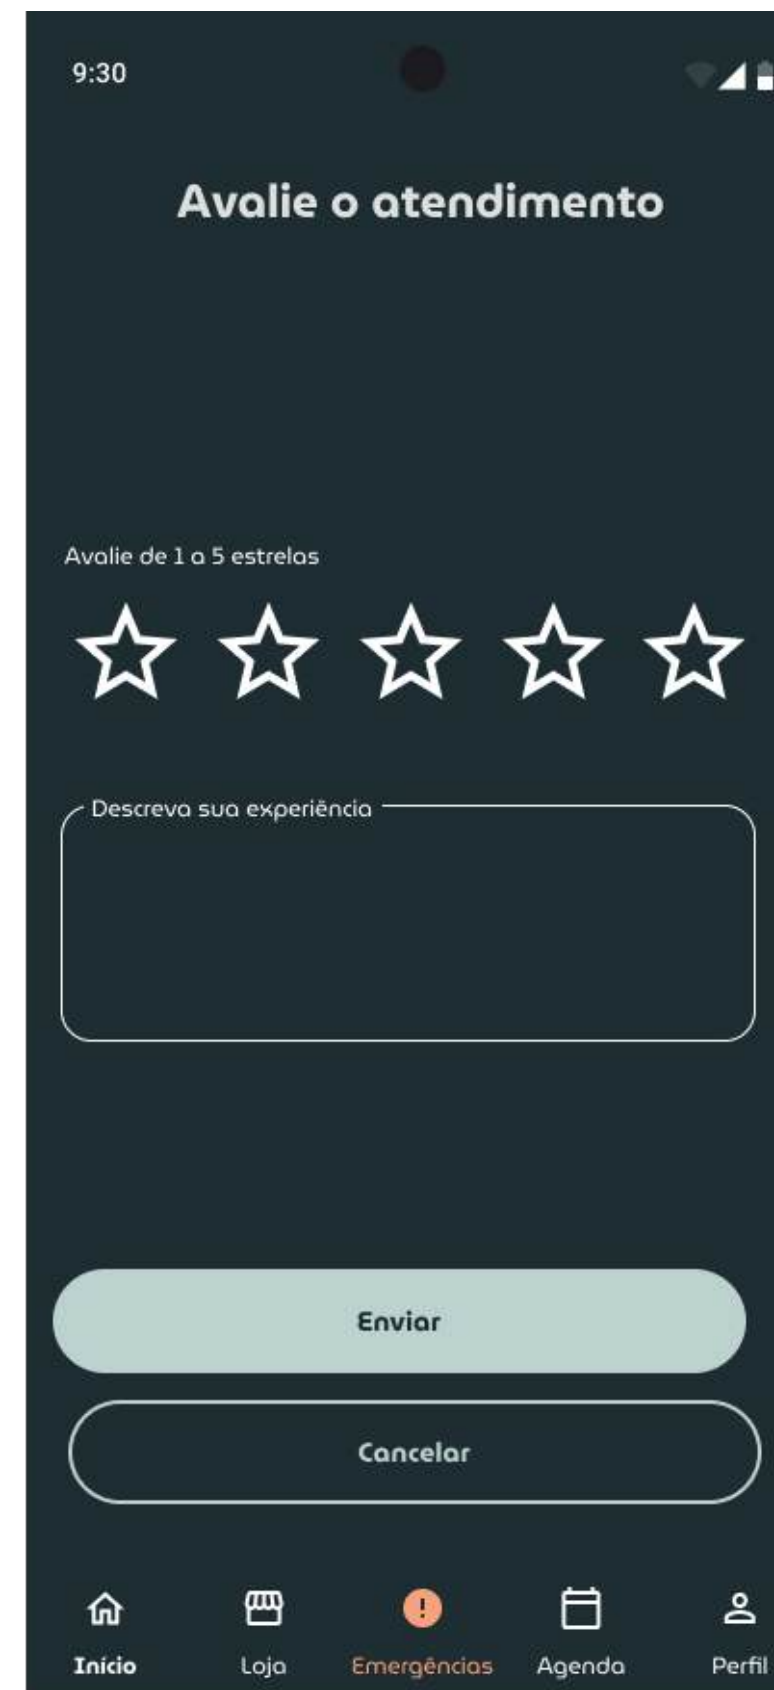 9:30
Avalie o atendimento
Avalie de 1 a 5 estrelas
Descreva sua experiência
Enviar
Cancelar
Início Loja Emergências Agenda Perfil